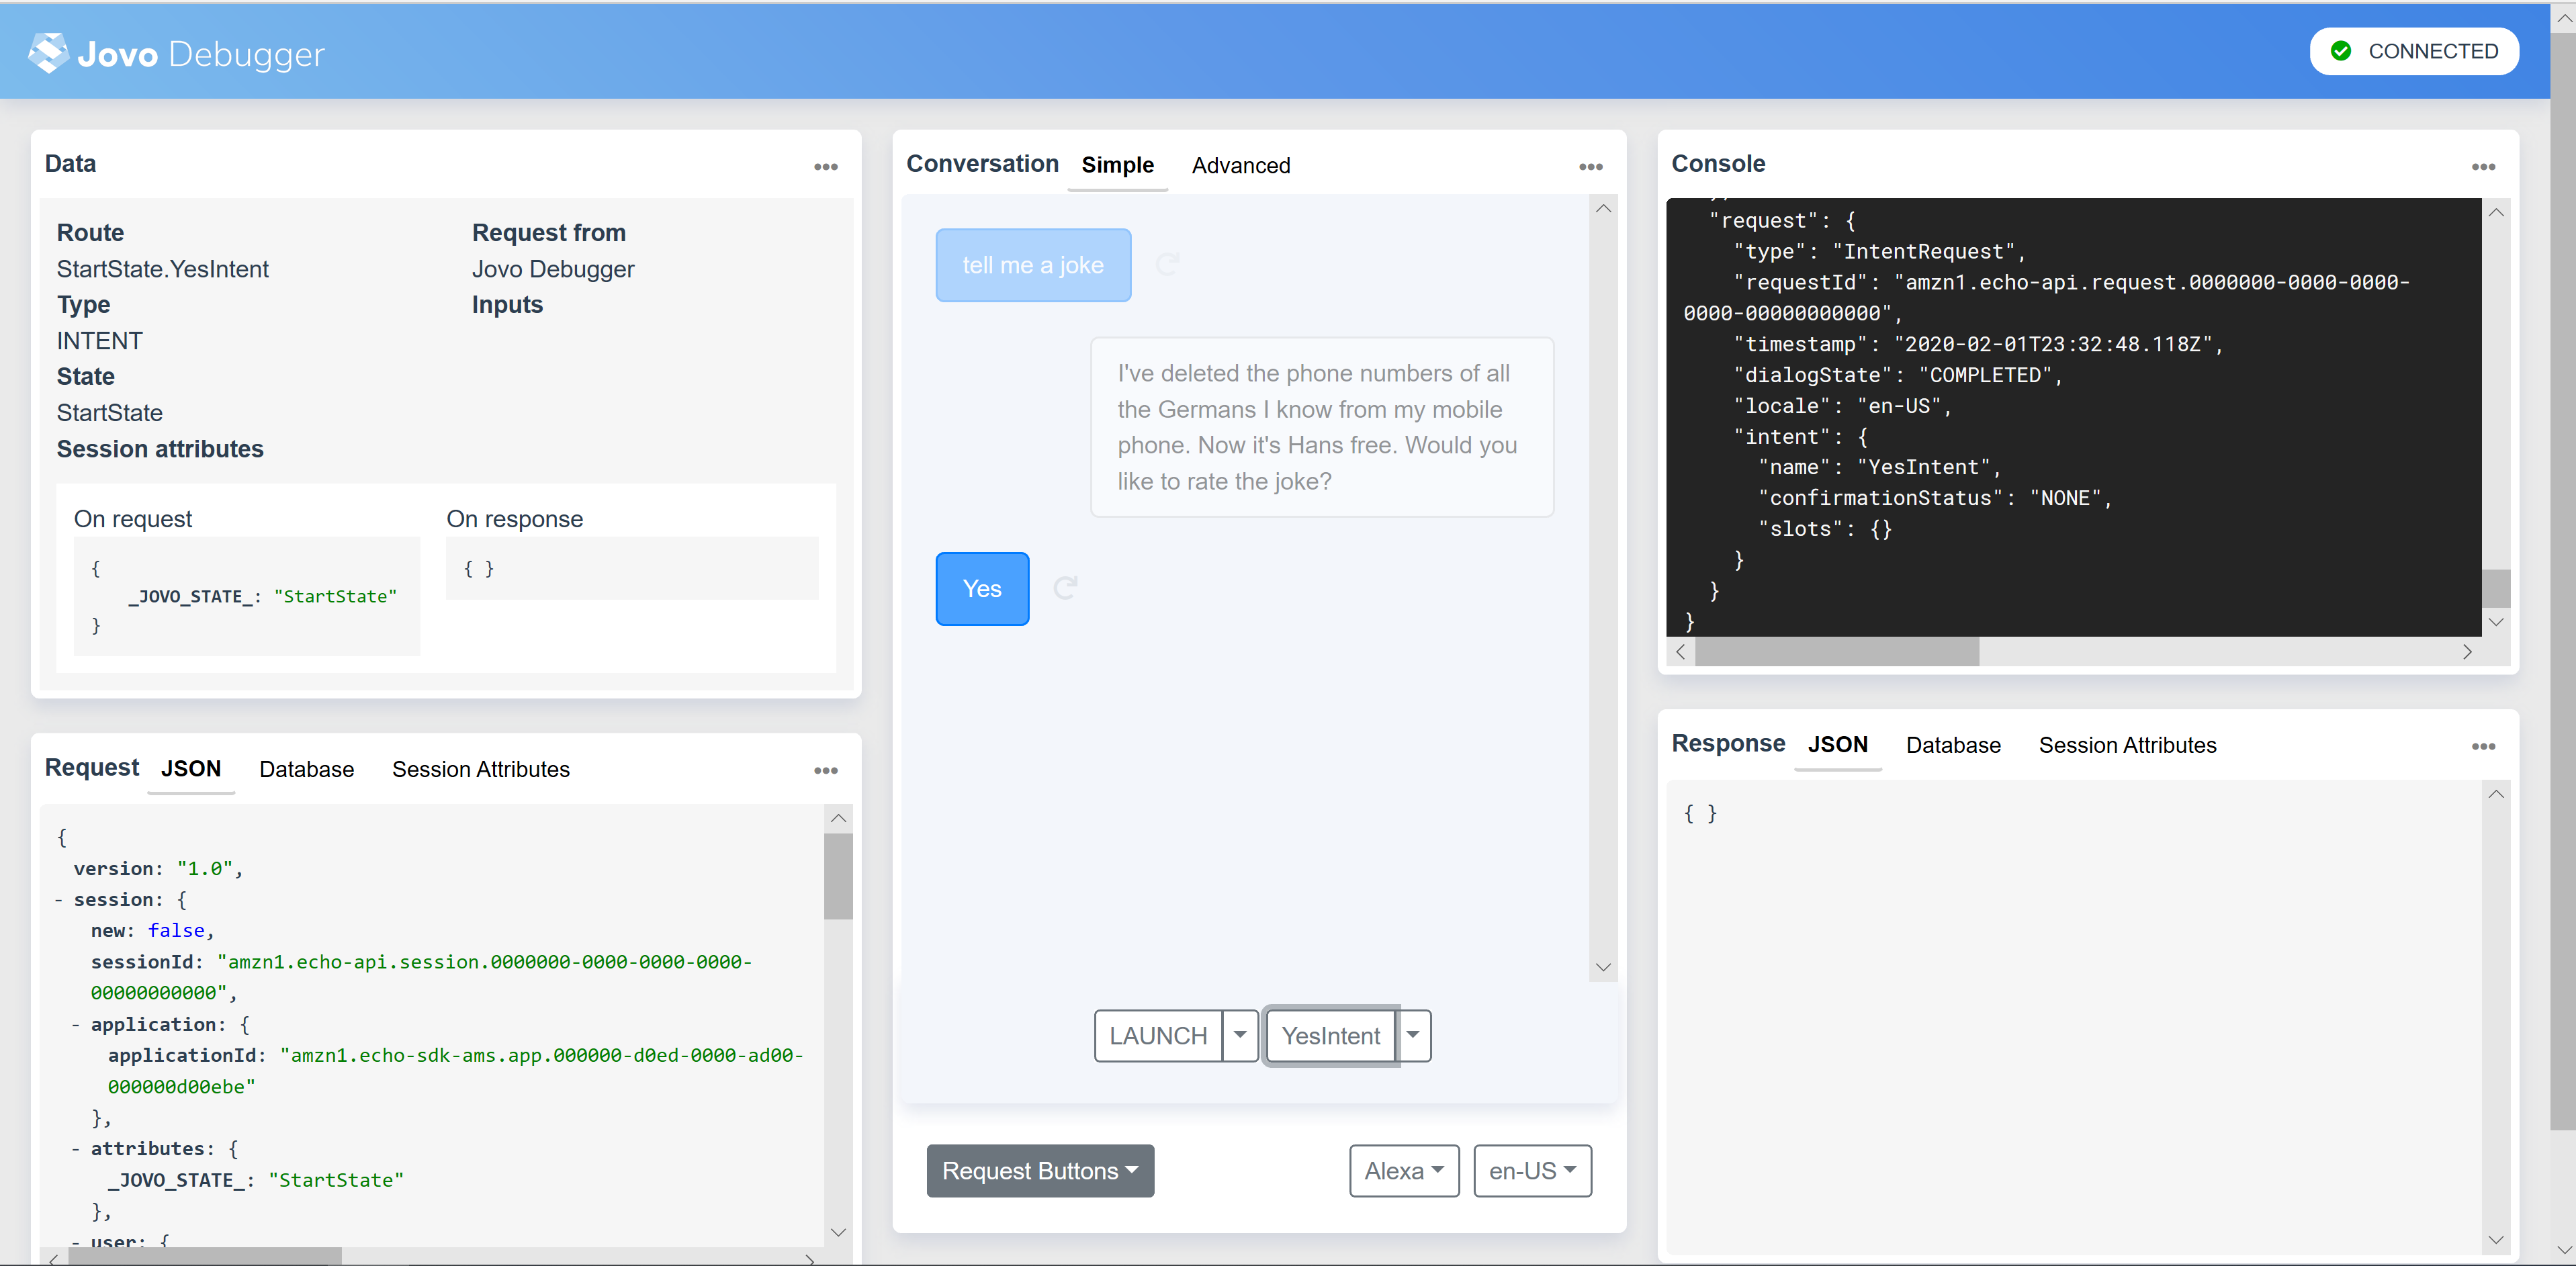 Jovo Debugger
CONNECTED
Data
Route
StartState.YesIntent
Type
INTENT
State
StartState
Session attributes
Request from
Jovo Debugger
Inputs
On request
{
_JOVO_STATE_: "StartState"
}
On response
{ }
Request JSON Database Session Attributes
{
version: "1.0",
- session: {
new: false,
sessionId: "amzn1.echo-api.session.0000000-0000-0000-0000-
00000000000",
- application: {
applicationId: "amzn1.echo-sdk-ams.app.000000-d0ed-0000-ad00-
000000d00ebe"
},
- attributes: {
_JOVO_STATE_: "StartState"
},
- user: {
Conversation Simple Advanced
tell me a joke
I've deleted the phone numbers of all
the Germans I know from my mobile
phone. Now it's Hans free. Would you
like to rate the joke?
Yes
LAUNCH YesIntent
Request Buttons Alexa en-US
Console
"request": {
"type": "IntentRequest",
"requestId": "amzn1.echo-api.request.0000000-0000-0000-
0000-00000000000",
"timestamp": "2020-02-01T23:32:48.118Z",
"dialogState": "COMPLETED",
"locale": "en-US",
"intent": {
"name": "YesIntent",
"confirmationStatus": "NONE",
"slots": {}
}
}
}
Response JSON Database Session Attributes
{ }